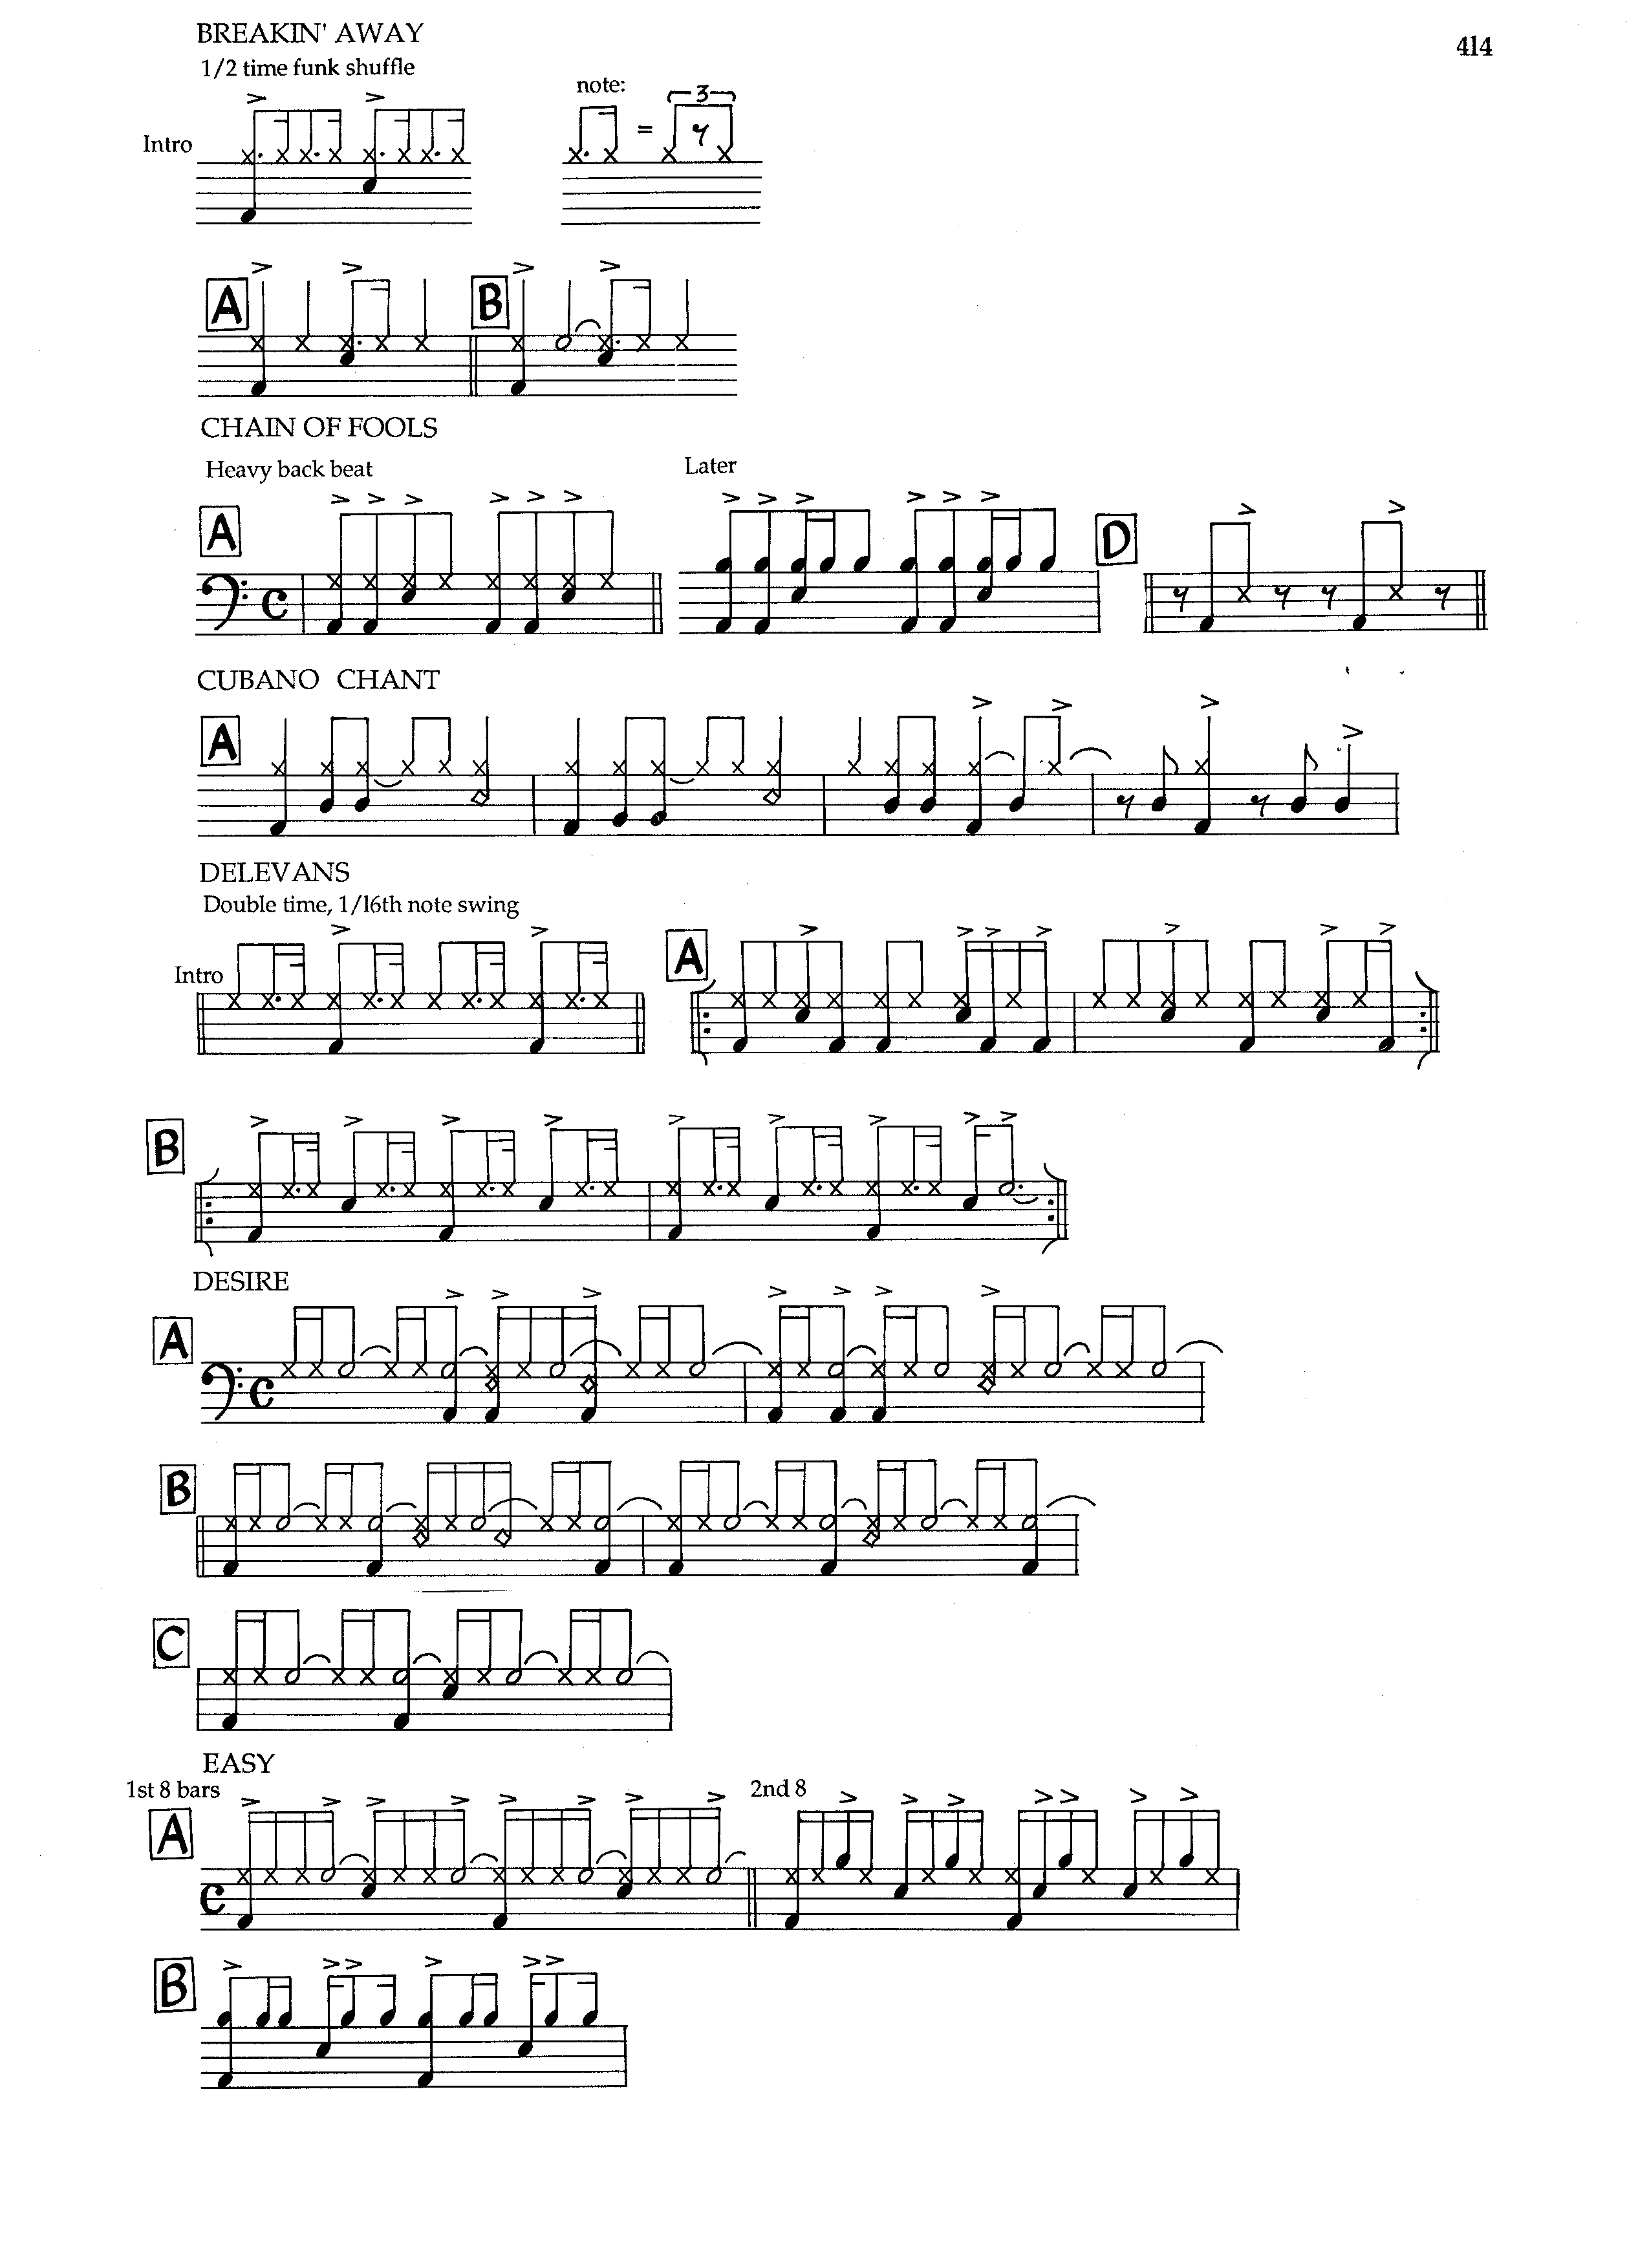 BREAKIN' AWAY
414
1/2 time funk shuffle
note:
3
Intro
=
A
B
CHAIN OF FOOLS
Heavy back beat
Later
A
D
CUBANO CHANT
A
DELEVANS
Double time, 1/16th note swing
Intro
A
B
DESIRE
A
B
C
EASY
1st 8 bars
2nd 8
A
B